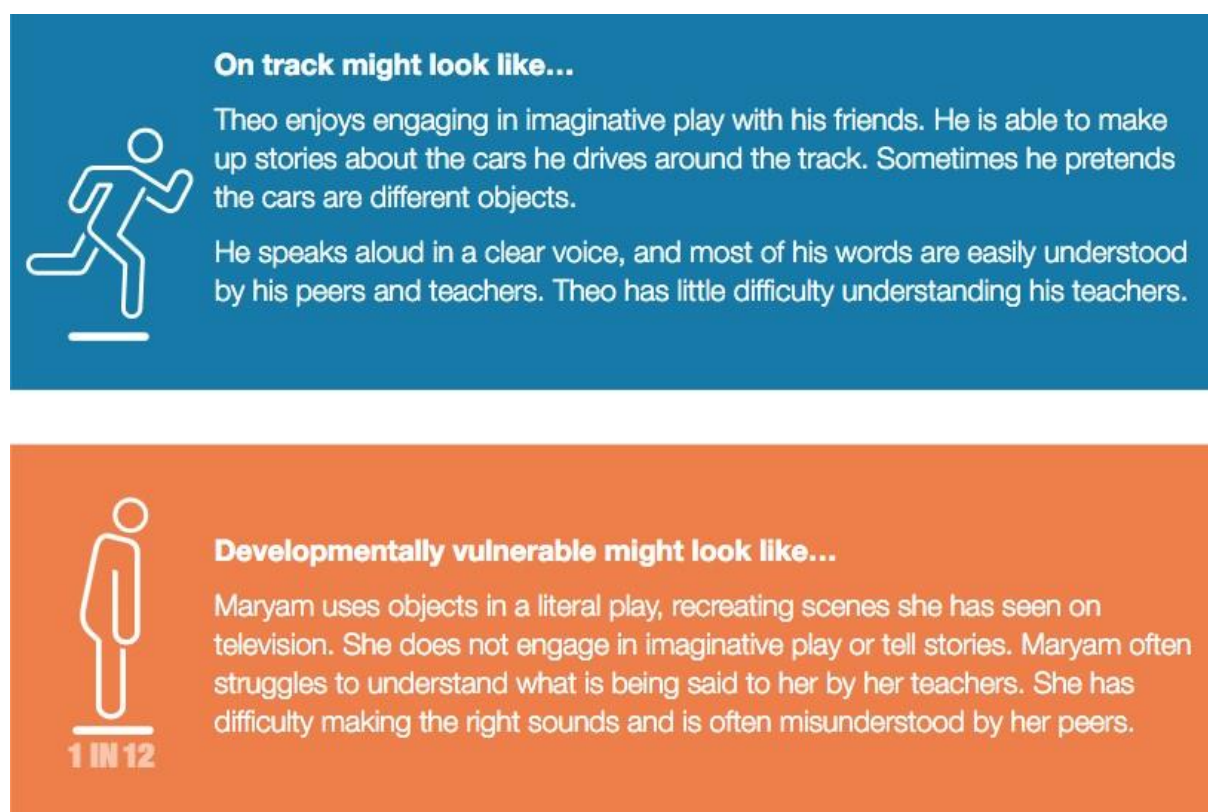 On track might look like...
Theo enjoys engaging in imaginative play with his friends. He is able to make
up stories about the cars he drives around the track. Sometimes he pretends
the cars are different objects.
He speaks aloud in a clear voice, and most of his words are easily understood
by his peers and teachers. Theo has little difficulty understanding his teachers.
Developmentally vulnerable might look like...
Maryam uses objects in a literal play, recreating scenes she has seen on
television. She does not engage in imaginative play or tell stories. Maryam often
struggles to understand what is being said to her by her teachers. She has
difficulty making the right sounds and is often misunderstood by her peers.
1 IN 12